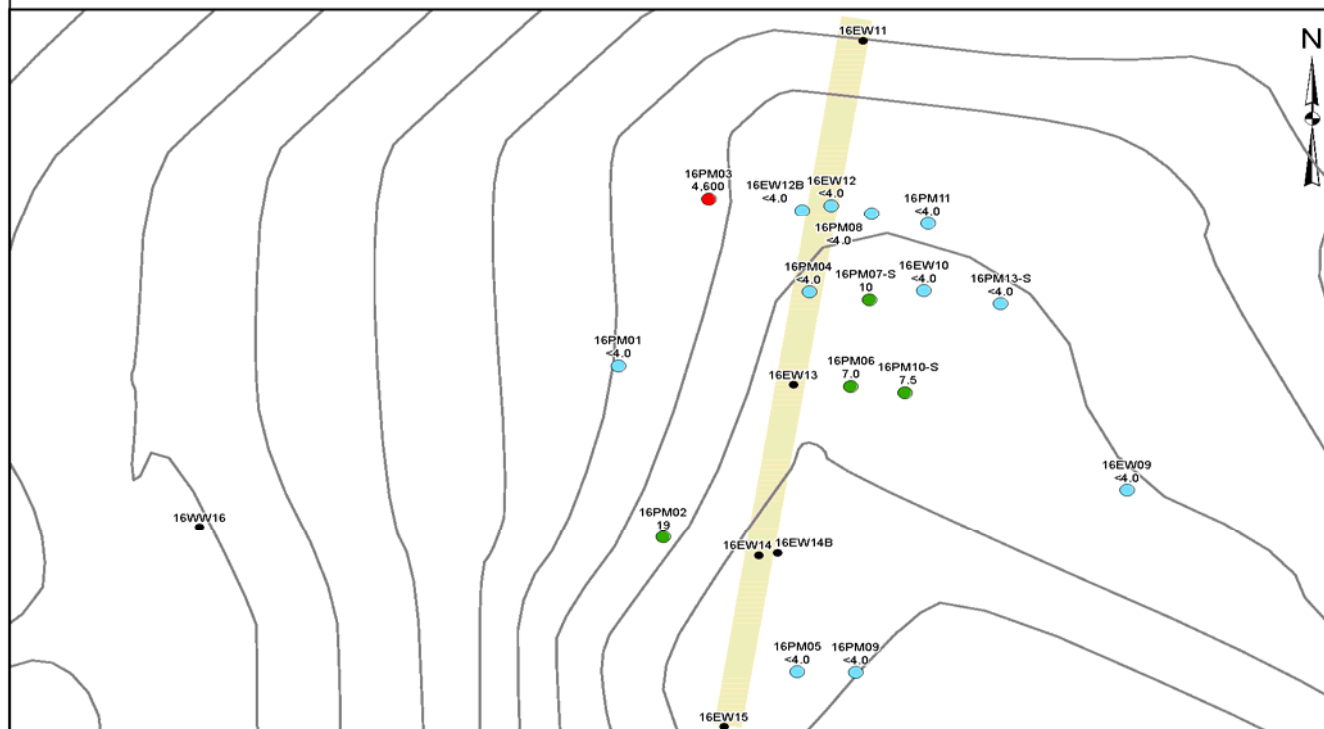 16EW11
N
16PM03
4,600
16EW12B
<4.0
16EW12
<4.0
16PM11
<4.0
16PM08
<4.0
16PM04
<4.0
16PM07-S
10
16EW10
<4.0
16PM13-S
<4.0
16PM01
<4.0
16EW13
16PM06
7.0
16PM10-S
7.5
16EW09
<4.0
16WW16
16PM02
19
16EW14
16EW14B
16PM05
<4.0
16PM09
<4.0
16EW15